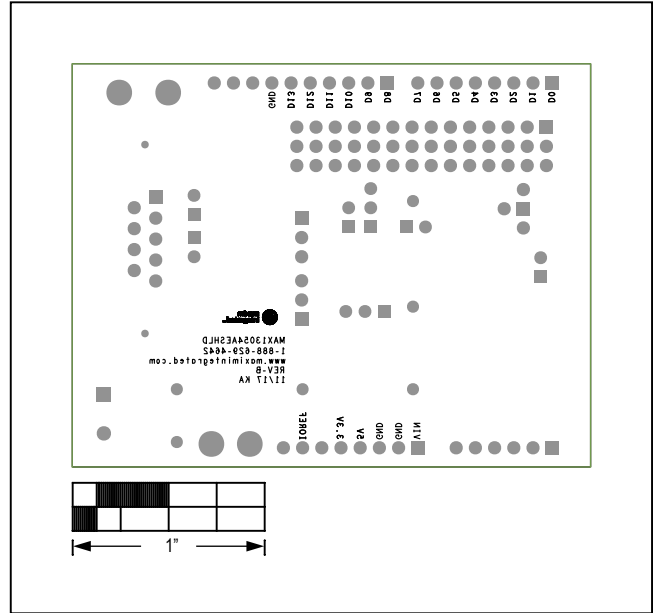 GND D13 D12 D11 D10 D9 D8 D7 D6 D5 D4 D3 D2 D1 D0
MAX13054AESHLD
1-888-629-4642
www.maximintegrated.com
REV-B
11/17 KA
IOREF 3.3V 5V GND GND VIN
1"